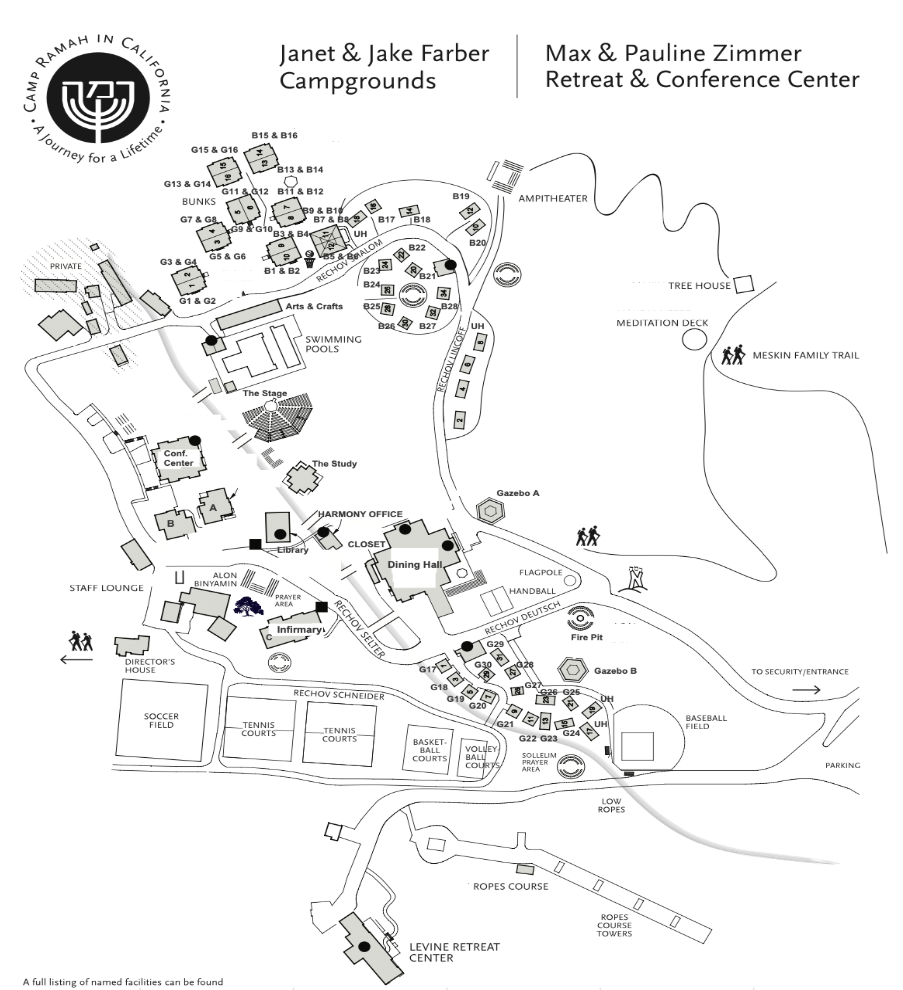 CAMP RAMAH IN CALIFORNIA
• A Journey for a Lifetime •
רמה
Janet & Jake Farber
Campgrounds
Max & Pauline Zimmer
Retreat & Conference Center
B15 & B16
G15 & G16
B13 & B14
G13 & G14
G11 & G12
B11 & B12
BUNKS
B9 & B10
G7 & G8
B7 & B8
G9 & G10
B3 & B4
UH
G5 & G6
B5 & B6
G3 & G4
B1 & B2
G1 & G2
RECHOV SHALOM
B17
B18
B19
B20
AMPITHEATER
B22
B23
B21
B24
B25
B28
B26
B27
PRIVATE
Arts & Crafts
SWIMMING
POOLS
UH
RECHOV LINCOFF
TREE HOUSE
MEDITATION DECK
MESKIN FAMILY TRAIL
The Stage
Conf.
Center
The Study
A
B
Gazebo A
HARMONY OFFICE
CLOSET
Library
Dining Hall
FLAGPOLE
HANDBALL
STAFF LOUNGE
ALON
BINYAMIN
PRAYER
AREA
Infirmary
C
RECHOV SELTER
RECHOV DEUTSCH
Fire Pit
DIRECTOR'S
HOUSE
Gazebo B
TO SECURITY/ENTRANCE
G29
G17
G30
G28
G18
G27
G19
G26
G25
G20
UH
G21
UH
G22
G23
G24
RECHOV SCHNEIDER
SOCCER
FIELD
TENNIS
COURTS
TENNIS
COURTS
BASKET-
BALL
COURTS
VOLLEY-
BALL
COURTS
SOLLELIM
PRAYER
AREA
BASEBALL
FIELD
PARKING
LOW
ROPES
ROPES COURSE
ROPES
COURSE
TOWERS
LEVINE RETREAT
CENTER
A full listing of named facilities can be found